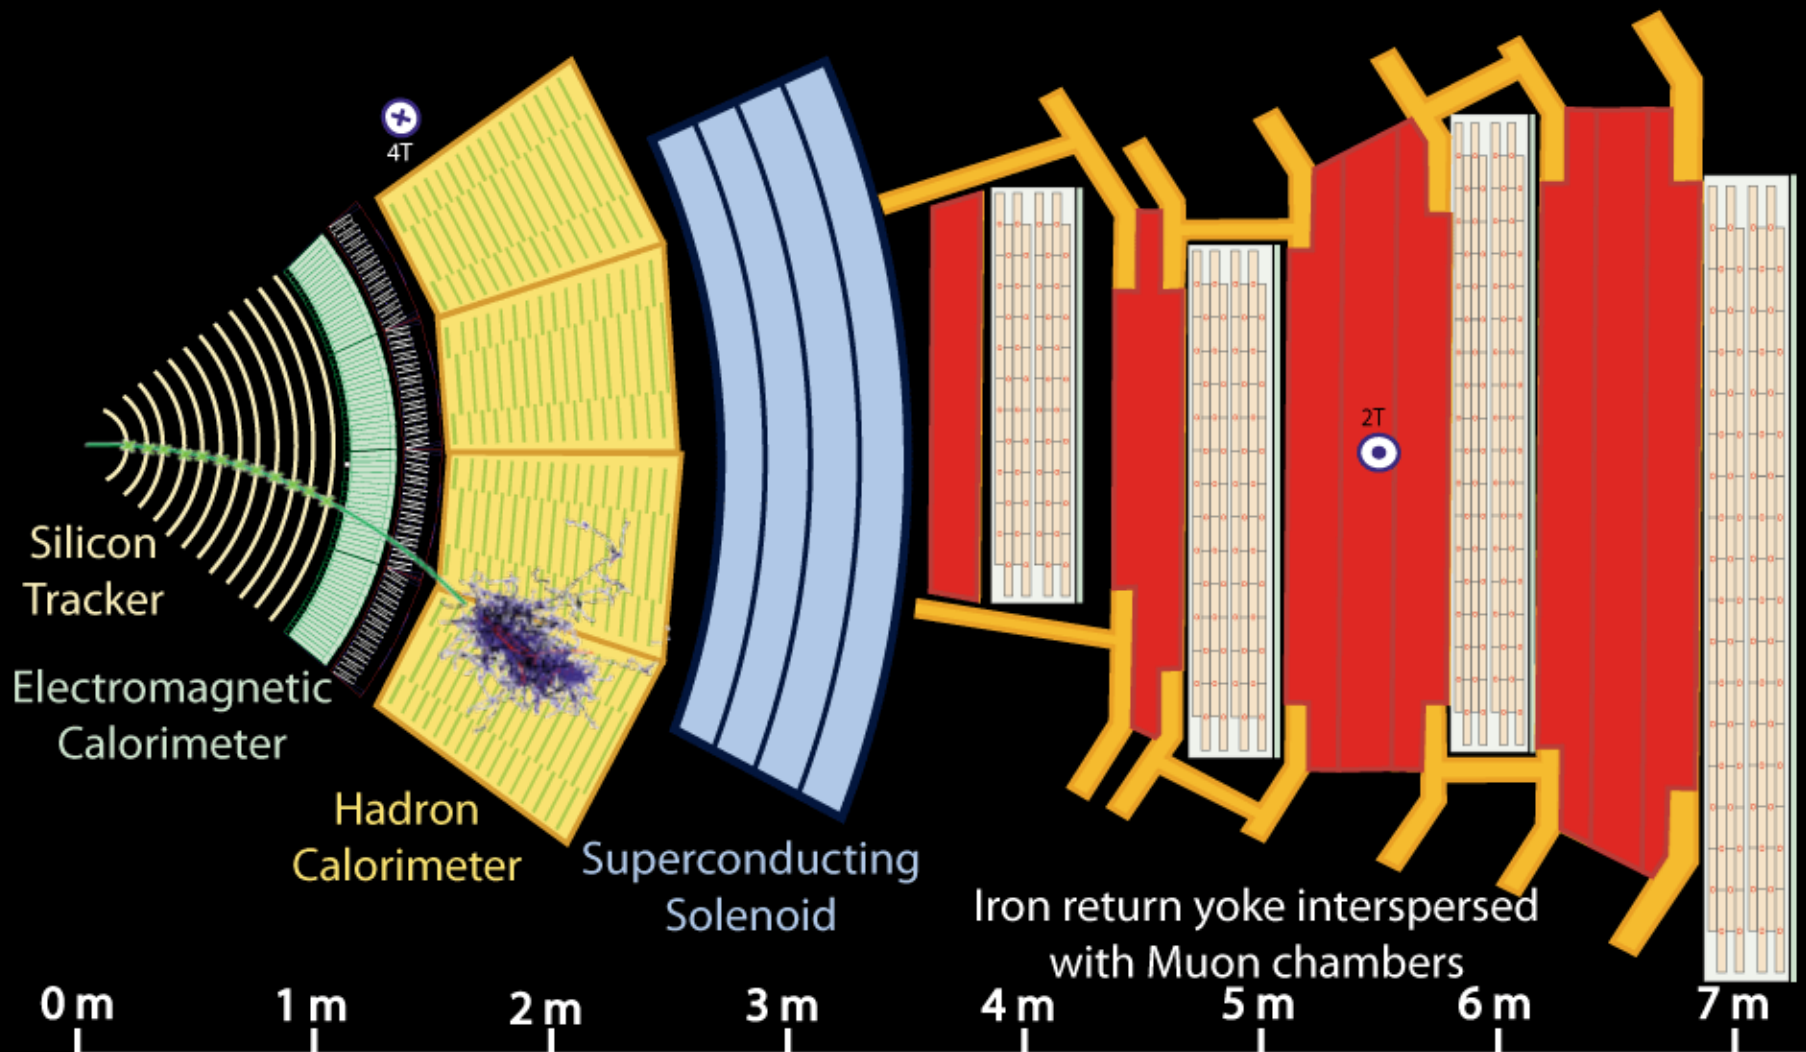 4T
2T
Silicon
Tracker
Electromagnetic
Calorimeter
Hadron
Calorimeter
Superconducting
Solenoid
Iron return yoke interspersed
with Muon chambers
0 m 1 m 2 m 3 m 4 m 5 m 6 m 7 m